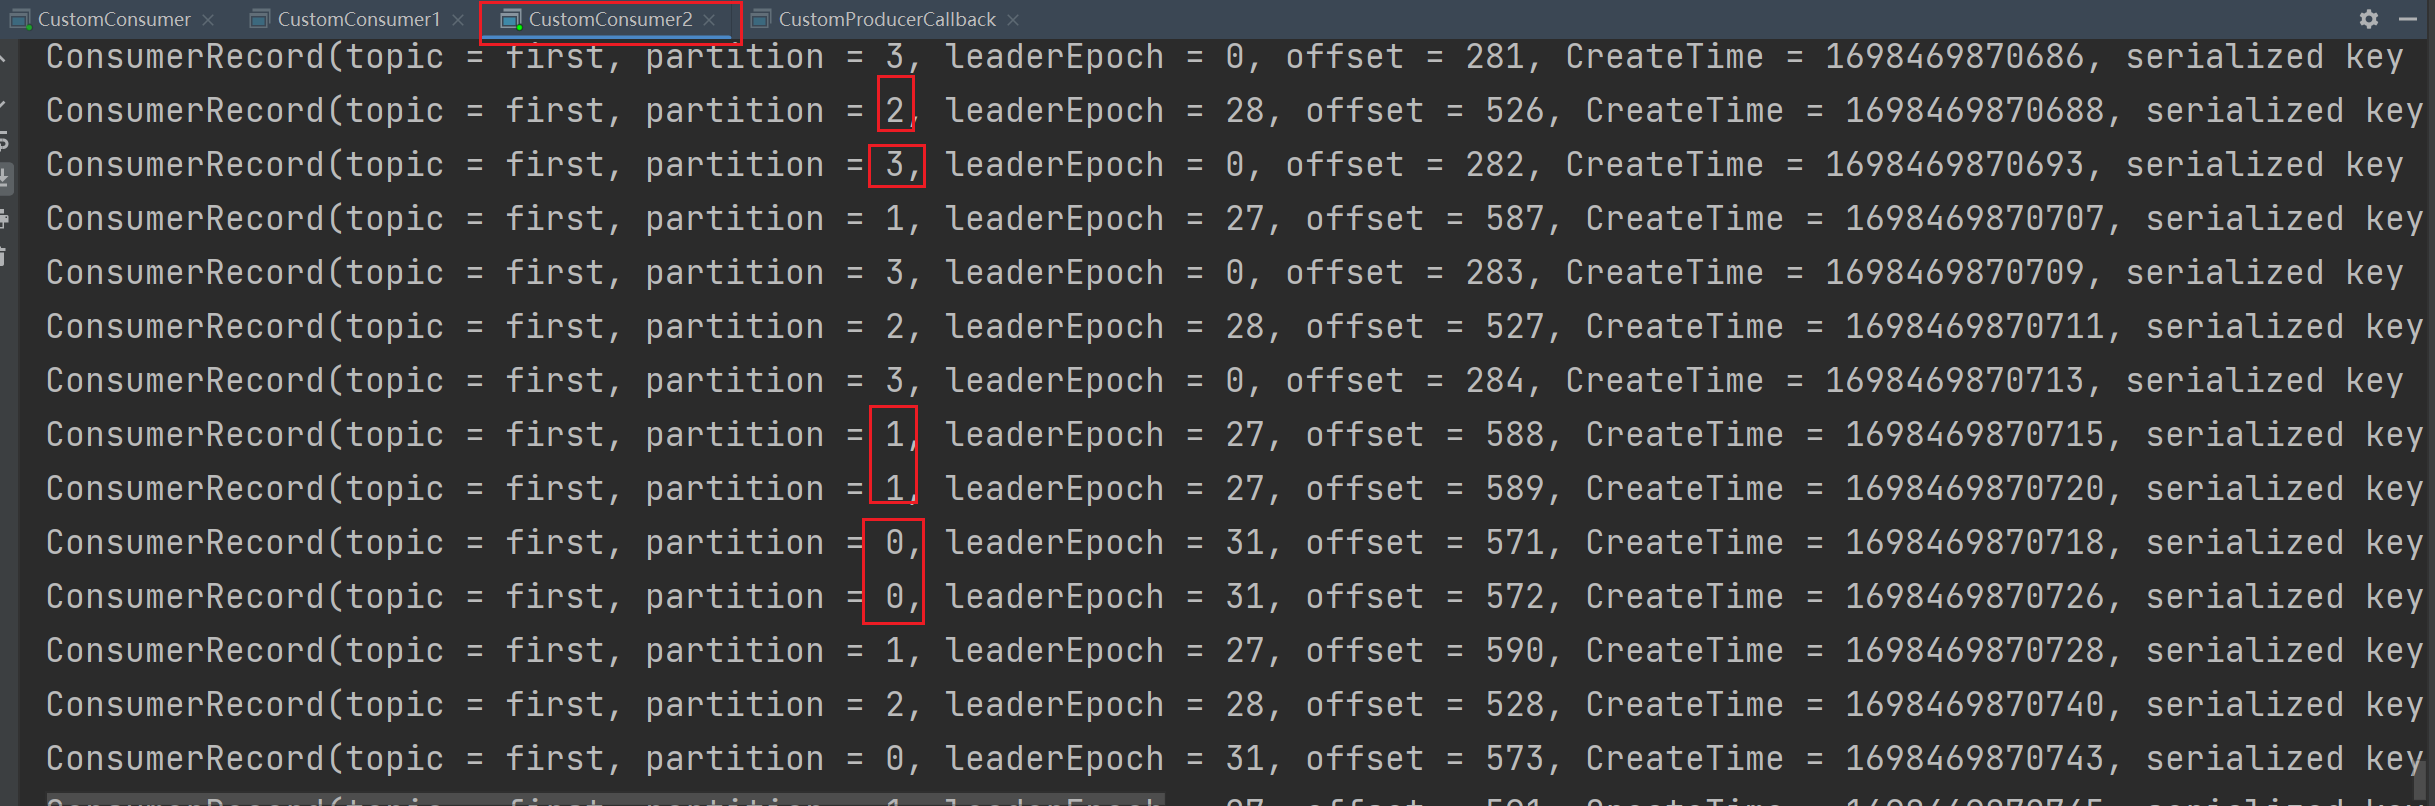 CustomConsumer CustomConsumer1 CustomConsumer2 CustomProducerCallback
ConsumerRecord(topic = first, partition = 3, leaderEpoch = 0, offset = 281, CreateTime = 1698469870686, serialized key
ConsumerRecord(topic = first, partition = 2, leaderEpoch = 28, offset = 526, CreateTime = 1698469870688, serialized key
ConsumerRecord(topic = first, partition = 3, leaderEpoch = 0, offset = 282, CreateTime = 1698469870693, serialized key
ConsumerRecord(topic = first, partition = 1, leaderEpoch = 27, offset = 587, CreateTime = 1698469870707, serialized key
ConsumerRecord(topic = first, partition = 3, leaderEpoch = 0, offset = 283, CreateTime = 1698469870709, serialized key
ConsumerRecord(topic = first, partition = 2, leaderEpoch = 28, offset = 527, CreateTime = 1698469870711, serialized key
ConsumerRecord(topic = first, partition = 3, leaderEpoch = 0, offset = 284, CreateTime = 1698469870713, serialized key
ConsumerRecord(topic = first, partition = 1, leaderEpoch = 27, offset = 588, CreateTime = 1698469870715, serialized key
ConsumerRecord(topic = first, partition = 1, leaderEpoch = 27, offset = 589, CreateTime = 1698469870720, serialized key
ConsumerRecord(topic = first, partition = 0, leaderEpoch = 31, offset = 571, CreateTime = 1698469870718, serialized key
ConsumerRecord(topic = first, partition = 0, leaderEpoch = 31, offset = 572, CreateTime = 1698469870726, serialized key
ConsumerRecord(topic = first, partition = 1, leaderEpoch = 27, offset = 590, CreateTime = 1698469870728, serialized key
ConsumerRecord(topic = first, partition = 2, leaderEpoch = 28, offset = 528, CreateTime = 1698469870740, serialized key
ConsumerRecord(topic = first, partition = 0, leaderEpoch = 31, offset = 573, CreateTime = 1698469870743, serialized key